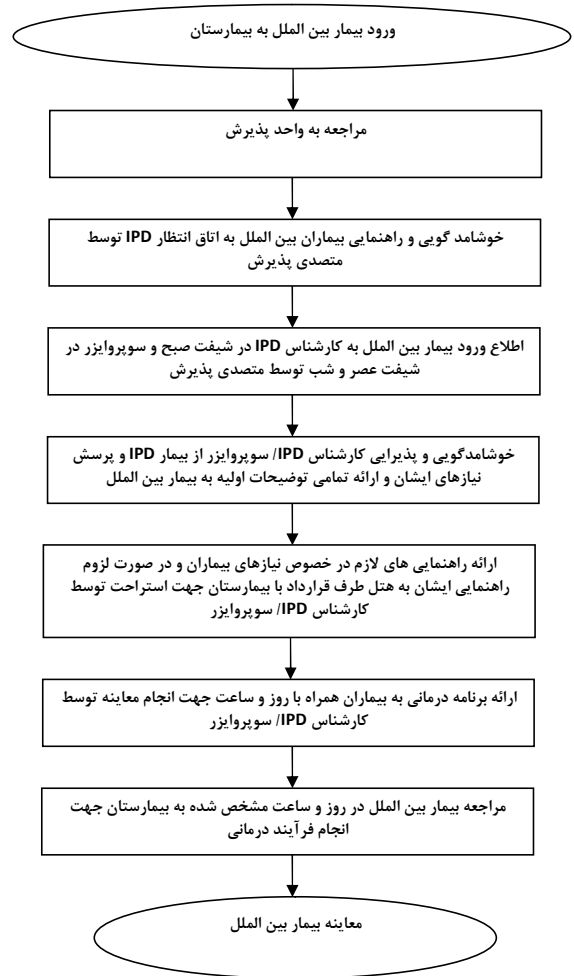 ورود بیمار بین الملل به بیمارستان
مراجعه به واحد پذیرش
خوشامد گویی و راهنمایی بیماران بین الملل به اتاق انتظار IPD توسط
متصدی پذیرش
اطلاع ورود بیمار بین الملل به کارشناس IPD در شیفت صبح و سوپروایزر در
شیفت عصر و شب توسط متصدی پذیرش
خوشامدگویی و پذیرایی کارشناس IPD/ سوپروایزر از بیمار IPD و پرسش
نیازهای ایشان و ارائه تمامی توضیحات اولیه به بیمار بین الملل
ارائه راهنمایی های لازم در خصوص نیازهای بیماران و در صورت لزوم
راهنمایی ایشان به هتل طرف قرارداد با بیمارستان جهت استراحت توسط
کارشناس IPD/ سوپروایزر
ارائه برنامه درمانی به بیماران همراه با روز و ساعت جهت انجام معاینه توسط
کارشناس IPD/ سوپروایزر
مراجعه بیمار بین الملل در روز و ساعت مشخص شده به بیمارستان جهت
انجام فرآیند درمانی
معاینه بیمار بین الملل